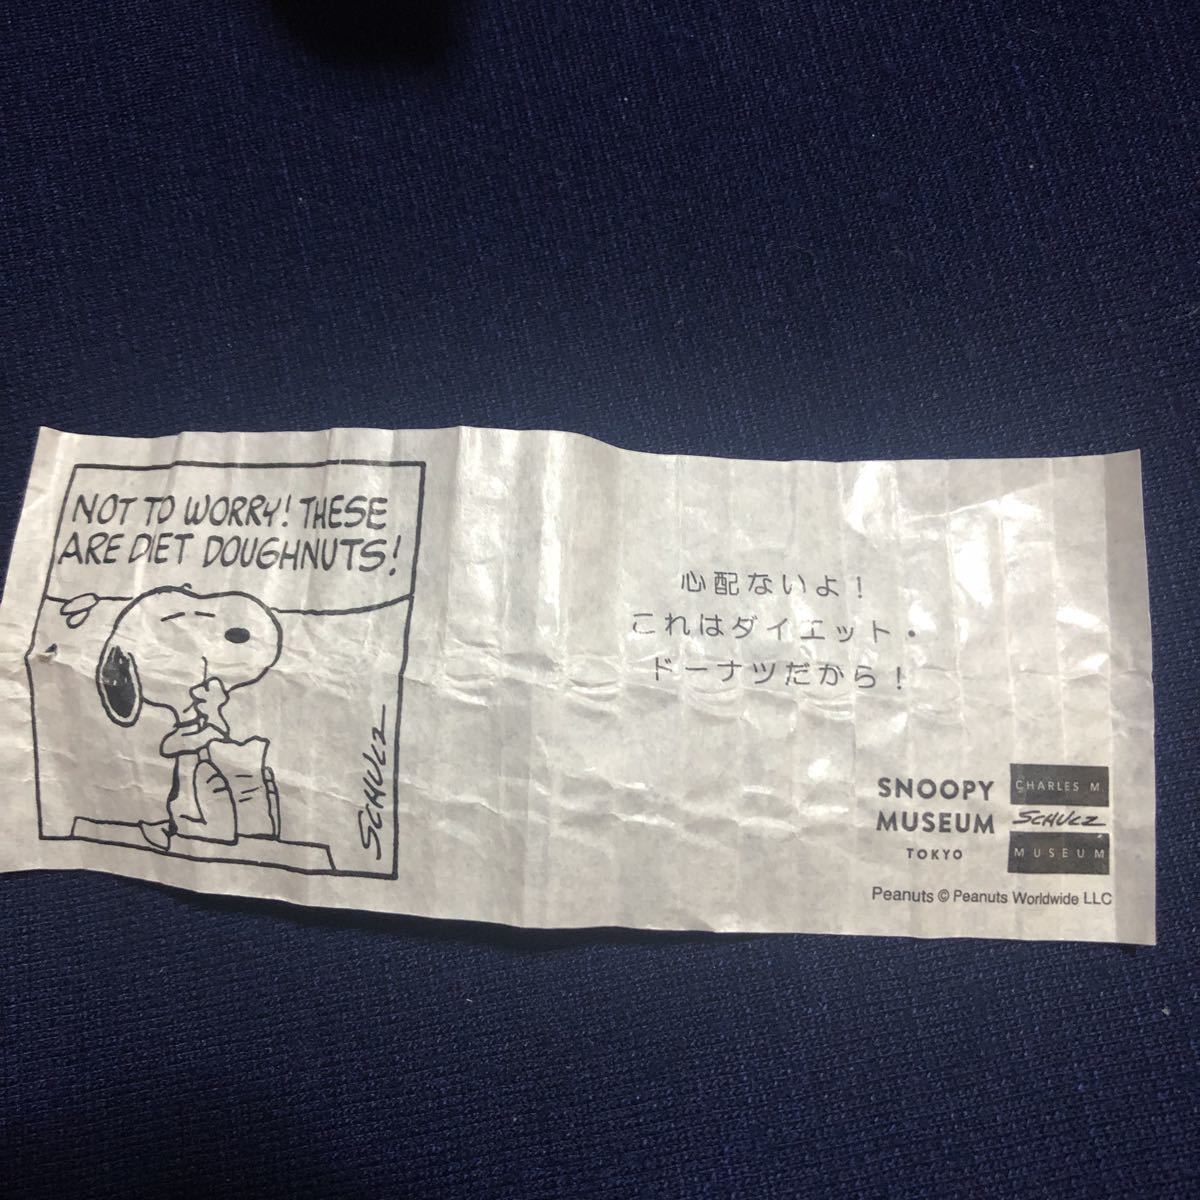 NOT TO WORRY! THESE
ARE DIET DOUGHNUTS!
SCHULZ
心配ないよ！
これはダイエット・
ドーナツだから！
SNOOPY
MUSEUM
TOKYO
CHARLES M.
SCHULZ
MUSEUM
Peanuts © Peanuts Worldwide LLC